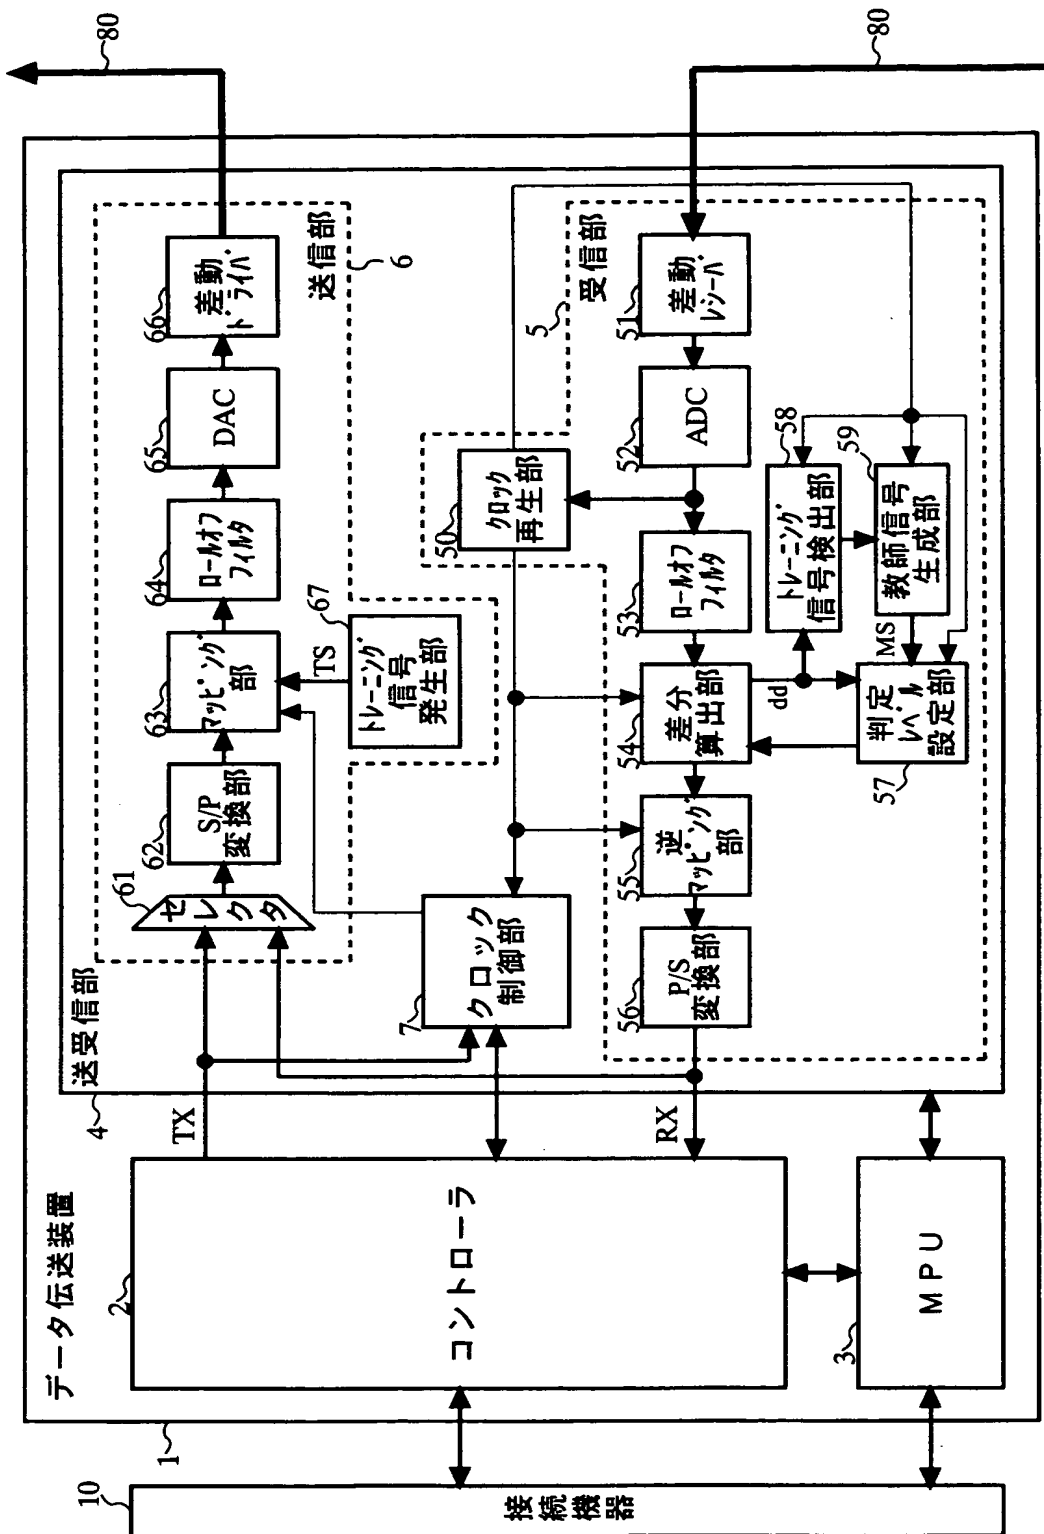 データ伝送装置
1
10
接続機器
2
コントローラ
3
MPU
4
送受信部
TX
RX
61
セレクタ
62
S/P
変換部
63
マッピング
部
64
ロールオフ
フィルタ
65
DAC
66
差動
ドライバ
送信部
6
67
トレーニング
信号
発生部
TS
80
7
クロック
制御部
50
クロック
再生部
5
受信部
51
差動
レシーバ
52
ADC
53
ロールオフ
フィルタ
54
差分
算出部
55
逆
マッピング
部
56
P/S
変換部
dd
57
判定
レベル
設定部
58
トレーニング
信号検出部
59
教師信号
生成部
MS
80